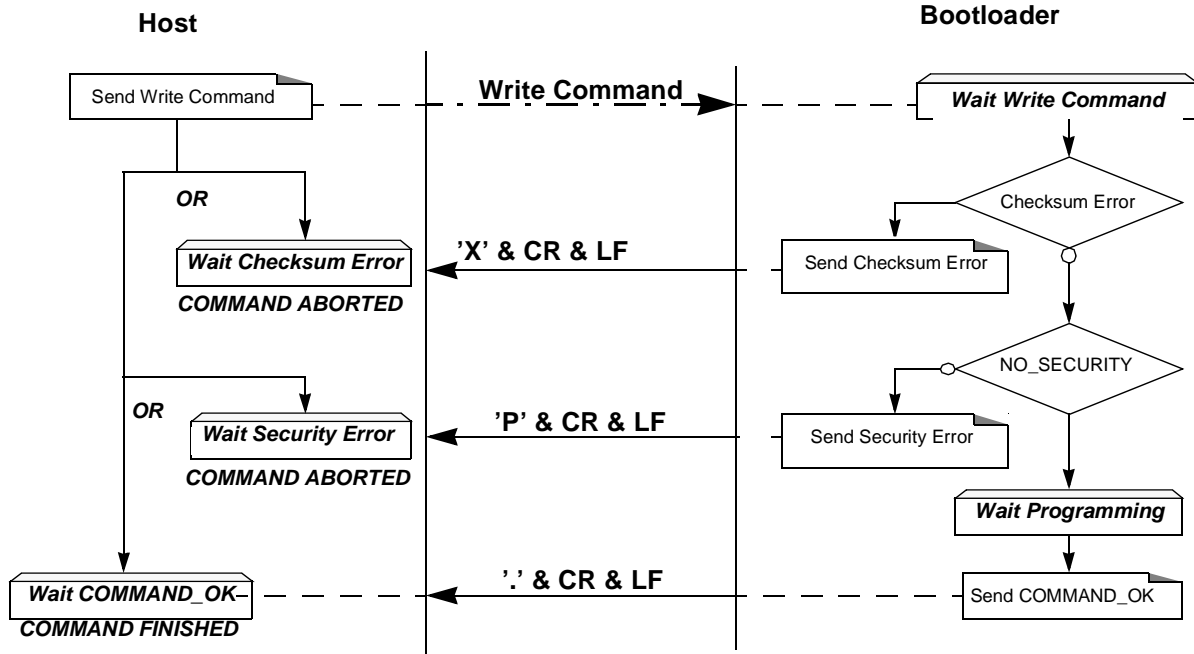 Host
Bootloader
Send Write Command
Write Command
Wait Write Command
OR
Checksum Error
Wait Checksum Error
'X' & CR & LF
Send Checksum Error
COMMAND ABORTED
NO_SECURITY
OR
Wait Security Error
'P' & CR & LF
Send Security Error
COMMAND ABORTED
Wait Programming
Wait COMMAND_OK
'.' & CR & LF
Send COMMAND_OK
COMMAND FINISHED